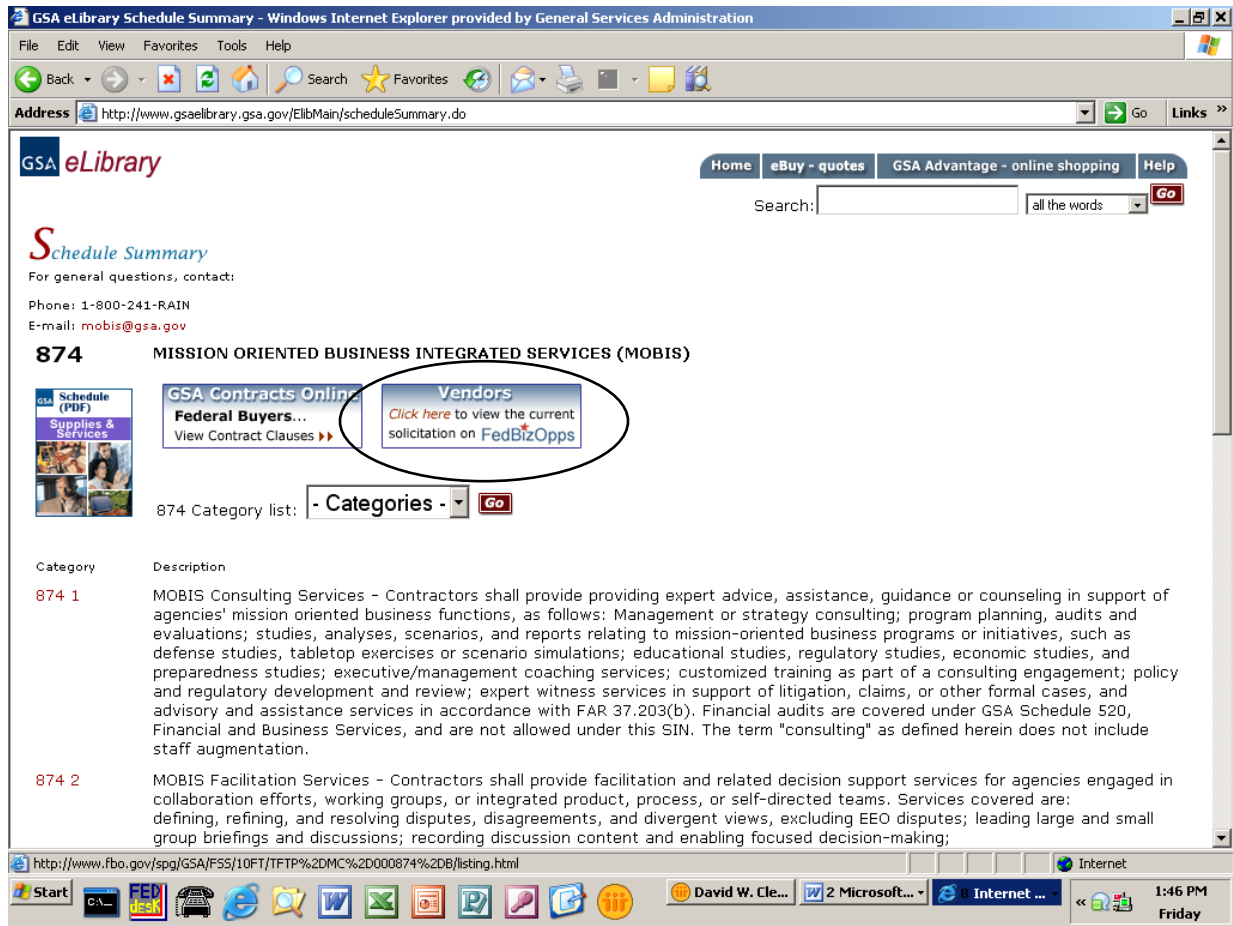 GSA eLibrary Schedule Summary - Windows Internet Explorer provided by General Services Administration
File Edit View Favorites Tools Help
Back Search Favorites
Address http://www.gsaelibrary.gsa.gov/ElibMain/scheduleSummary.do Go Links »
GSA eLibrary
Home eBuy - quotes GSA Advantage - online shopping Help
Search: all the words Go
Schedule Summary
For general questions, contact:
Phone: 1-800-241-RAIN
E-mail: mobis@gsa.gov
874 MISSION ORIENTED BUSINESS INTEGRATED SERVICES (MOBIS)
GSA Schedule
(PDF)
Supplies &
Services
GSA Contracts Online
Federal Buyers...
View Contract Clauses
Vendors
Click here to view the current
solicitation on FedBizOpps
874 Category list: - Categories - Go
Category Description
874 1 MOBIS Consulting Services – Contractors shall provide providing expert advice, assistance, guidance or counseling in support of
agencies' mission oriented business functions, as follows: Management or strategy consulting; program planning, audits and
evaluations; studies, analyses, scenarios, and reports relating to mission-oriented business programs or initiatives, such as
defense studies, tabletop exercises or scenario simulations; educational studies, regulatory studies, economic studies, and
preparedness studies; executive/management coaching services; customized training as part of a consulting engagement; policy
and regulatory development and review; expert witness services in support of litigation, claims, or other formal cases, and
advisory and assistance services in accordance with FAR 37.203(b). Financial audits are covered under GSA Schedule 520,
Financial and Business Services, and are not allowed under this SIN. The term "consulting" as defined herein does not include
staff augmentation.
874 2 MOBIS Facilitation Services – Contractors shall provide facilitation and related decision support services for agencies engaged in
collaboration efforts, working groups, or integrated product, process, or self-directed teams. Services covered are:
defining, refining, and resolving disputes, disagreements, and divergent views, excluding EEO disputes; leading large and small
group briefings and discussions; recording discussion content and enabling focused decision-making;
http://www.fbo.gov/spg/GSA/FSS/10FT/TFTP%2DMC%2D000874%2DB/listing.html Internet
Start C:\_ FED desK David W. Cle... 2 Microsoft... 8 Internet ... « 1:46 PM
Friday